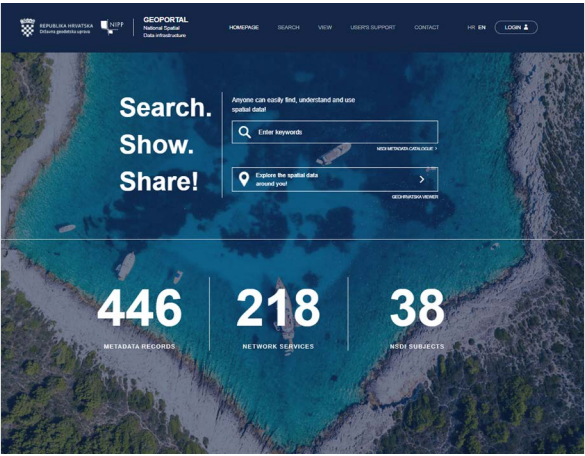 REPUBLIKA HRVATSKA
Državna geodetska uprava
NIPP
GEOPORTAL
National Spatial
Data Infrastructure
HOMEPAGE SEARCH VIEW USER'S SUPPORT CONTACT HR EN LOGIN
Search.
Show.
Share!
Anyone can easily find, understand and use
spatial data!
Enter keywords
NSDI METADATA CATALOGUE >
Explore the spatial data
around you!
GEOHRVATSKA VIEWER
446
METADATA RECORDS
218
NETWORK SERVICES
38
NSDI SUBJECTS